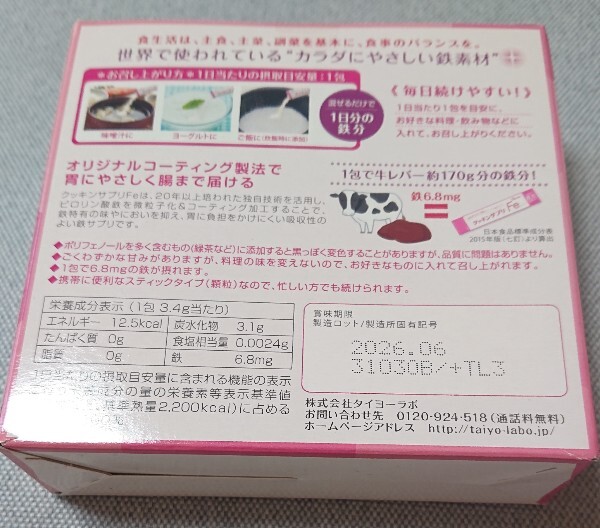 食生活は、主食、主菜、副菜を基本に、食事のバランスを。
世界で使われている"カラダにやさしい鉄素材"
＊お召し上がり方＊1日当たりの摂取目安量:1包
味噌汁に
ヨーグルトに
ご飯に(炊飯時に添加)
混ぜるだけで
1日分の
鉄分
《毎日続けやすい!》
1日当たり1包を目安に、
お好きな料理・飲み物などに
入れて、お召し上がりください。
オリジナルコーティング製法で
胃にやさしく腸まで届ける
クッキンサプリFeは、20年以上培われた独自技術を活用し、
ピロリン酸鉄を微粒子化&コーティング加工することで、
鉄特有の味やにおいを抑え、胃に負担をかけにくい吸収性の
よい鉄サプリです。
1包で牛レバー約170g分の鉄分!
鉄6.8mg
クッキンサプリFe
日本食品標準成分表
2015年版(七訂)より算出
◆ポリフェノールを多く含むもの(緑茶など)に添加すると黒っぽく変色することがありますが、品質に問題はありません。
◆ごくわずかな甘みがありますが、料理の味を変えないので、お好きなものに入れて召し上がれます。
◆1包で6.8mgの鉄が摂れます。
◆携帯に便利なスティックタイプ(顆粒)なので、忙しい方でも続けられます。
栄養成分表示(1包 3.4g当たり)
エネルギー 12.5kcal 炭水化物 3.1g
たんぱく質 0g 食塩相当量 0.0024g
脂質 0g 鉄 6.8mg
1日当たりの摂取目安量に含まれる機能の表示
成分の量の栄養素等表示基準値
準熱量2,200kcal)に占める
賞味期限
製造ロット/製造所固有記号
2026.06
31030B/+TL3
株式会社タイヨーラボ
お問い合わせ先 0120-924-518(通話料無料)
ホームページアドレス http://taiyo-labo.jp/